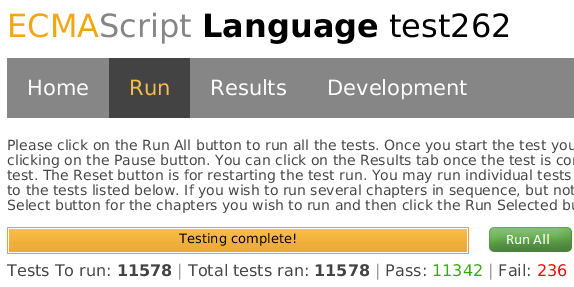 ECMAScript Language test262
Home Run Results Development
Please click on the Run All button to run all the tests. Once you start the test you
clicking on the Pause button. You can click on the Results tab once the test is
test. The Reset button is for restarting the test run. You may run individual tests
to the tests listed below. If you wish to run several chapters in sequence, but not
Select button for the chapters you wish to run and then click the Run Selected
Testing complete! Run All
Tests To run: 11578 | Total tests ran: 11578 | Pass: 11342 | Fail: 236